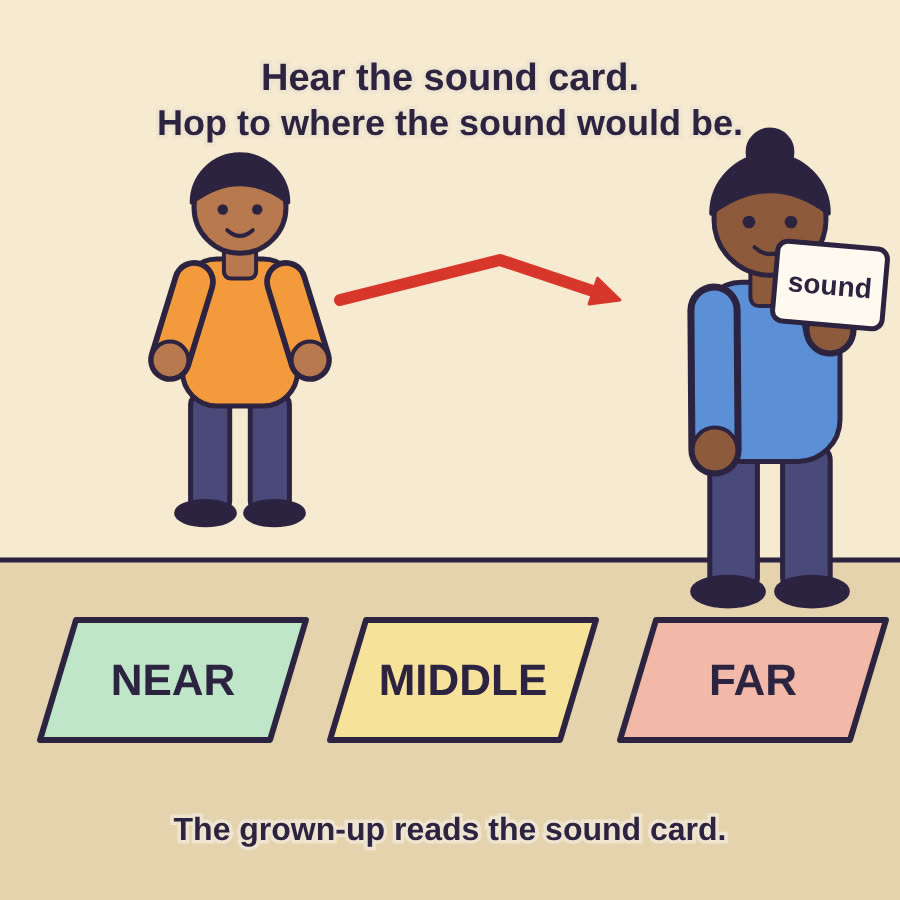 Hear the sound card.
Hop to where the sound would be.
sound
NEAR
MIDDLE
FAR
The grown-up reads the sound card.